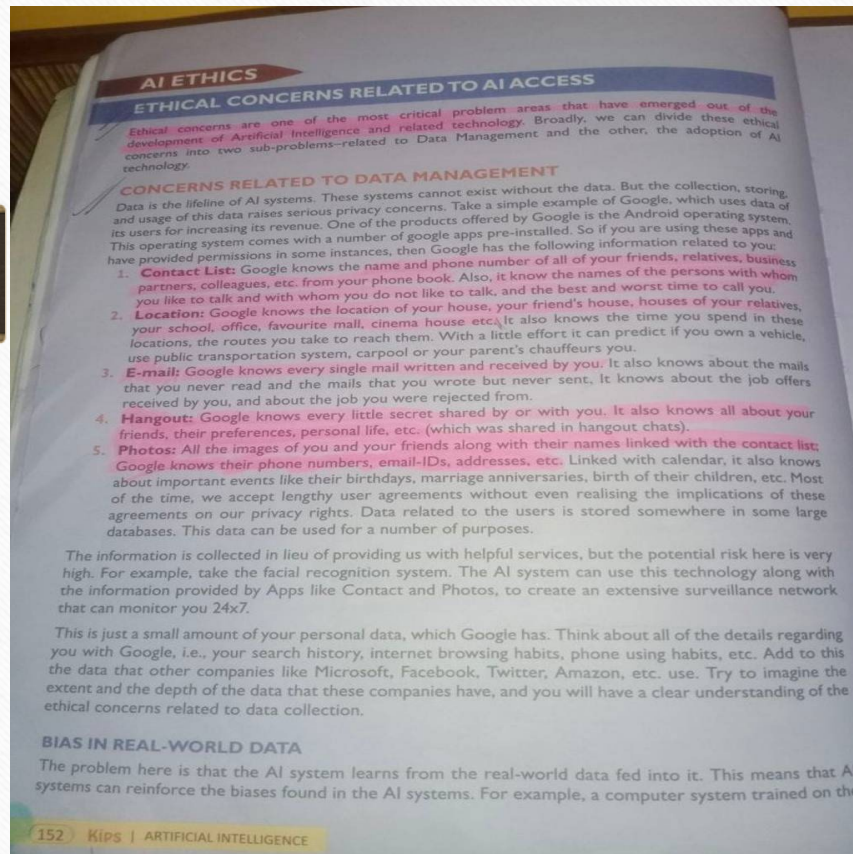 AI ETHICS
ETHICAL CONCERNS RELATED TO AI ACCESS
Ethical concerns are one of the most critical problem areas that have emerged out of the
development of Artificial Intelligence and related technology. Broadly, we can divide these ethical
concerns into two sub-problems—related to Data Management and the other, the adoption of AI
technology.
CONCERNS RELATED TO DATA MANAGEMENT
Data is the lifeline of AI systems. These systems cannot exist without the data. But the collection, storing,
and usage of this data raises serious privacy concerns. Take a simple example of Google, which uses data of
its users for increasing its revenue. One of the products offered by Google is the Android operating system.
This operating system comes with a number of google apps pre-installed. So if you are using these apps and
have provided permissions in some instances, then Google has the following information related to you:
1. Contact List: Google knows the name and phone number of all of your friends, relatives, business
partners, colleagues, etc. from your phone book. Also, it know the names of the persons with whom
you like to talk and with whom you do not like to talk, and the best and worst time to call you.
2. Location: Google knows the location of your house, your friend's house, houses of your relatives,
your school, office, favourite mall, cinema house etc. It also knows the time you spend in these
locations, the routes you take to reach them. With a little effort it can predict if you own a vehicle,
use public transportation system, carpool or your parent's chauffeurs you.
3. E-mail: Google knows every single mail written and received by you. It also knows about the mails
that you never read and the mails that you wrote but never sent. It knows about the job offers
received by you, and about the job you were rejected from.
4. Hangout: Google knows every little secret shared by or with you. It also knows all about your
friends, their preferences, personal life, etc. (which was shared in hangout chats).
5. Photos: All the images of you and your friends along with their names linked with the contact list;
Google knows their phone numbers, email-IDs, addresses, etc. Linked with calendar, it also knows
about important events like their birthdays, marriage anniversaries, birth of their children, etc. Most
of the time, we accept lengthy user agreements without even realising the implications of these
agreements on our privacy rights. Data related to the users is stored somewhere in some large
databases. This data can be used for a number of purposes.
The information is collected in lieu of providing us with helpful services, but the potential risk here is very
high. For example, take the facial recognition system. The AI system can use this technology along with
the information provided by Apps like Contact and Photos, to create an extensive surveillance network
that can monitor you 24x7.
This is just a small amount of your personal data, which Google has. Think about all of the details regarding
you with Google, i.e., your search history, internet browsing habits, phone using habits, etc. Add to this
the data that other companies like Microsoft, Facebook, Twitter, Amazon, etc. use. Try to imagine the
extent and the depth of the data that these companies have, and you will have a clear understanding of the
ethical concerns related to data collection.
BIAS IN REAL-WORLD DATA
The problem here is that the AI system learns from the real-world data fed into it. This means that A
systems can reinforce the biases found in the AI systems. For example, a computer system trained on the
152 Kips | ARTIFICIAL INTELLIGENCE